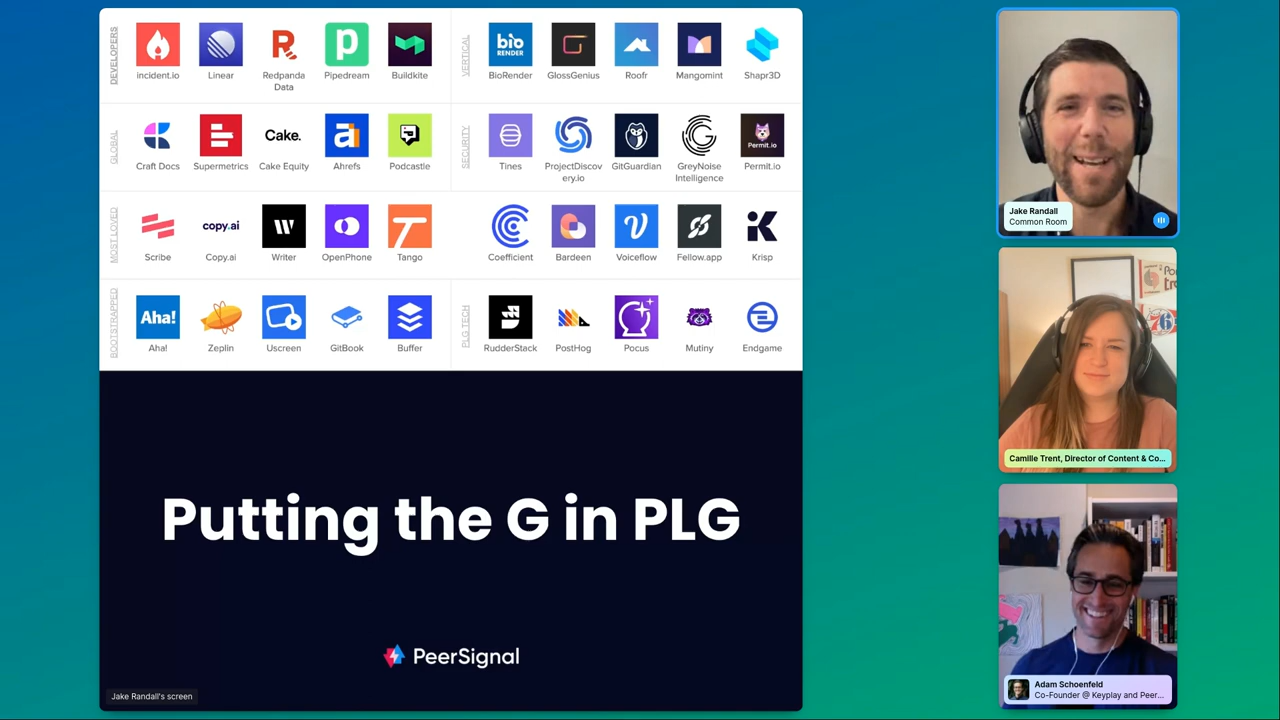 DEVELOPERS
incident.io
Linear
Redpanda
Data
Pipedream
Buildkite
VERTICAL
bio
RENDER
BioRender
GlossGenius
Roofr
Mangomint
Shapr3D
GLOBAL
Craft Docs
Supermetrics
Cake.
Cake Equity
Ahrefs
Podcastle
SECURITY
Tines
ProjectDiscov
ery.io
GitGuardian
GreyNoise
Intelligence
Permit.io
Permit.io
MOST LOVED
Scribe
copy.ai
Copy.ai
Writer
OpenPhone
Tango
Coefficient
Bardeen
Voiceflow
Fellow.app
Krisp
BOOTSTRAPPED
Aha!
Aha!
Zeplin
Uscreen
GitBook
Buffer
PLG TECH
RudderStack
PostHog
Pocus
Mutiny
Endgame
Putting the G in PLG
PeerSignal
Jake Randall's screen
Jake Randall
Common Room
76
Camille Trent, Director of Content & Co...
Adam Schoenfeld
Co-Founder @ Keyplay and Peer...